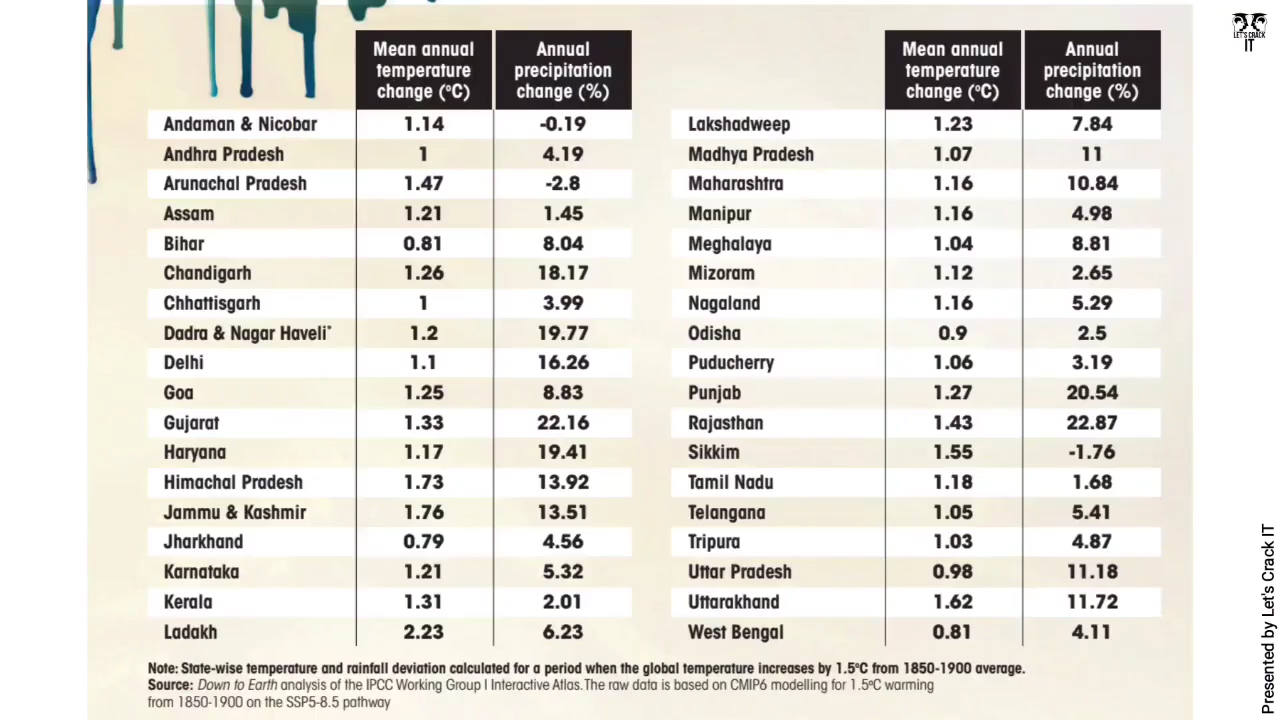 LET'S CRACK
IT
Mean annual temperature change (°C) Annual precipitation change (%)
Andaman & Nicobar 1.14 -0.19
Andhra Pradesh 1 4.19
Arunachal Pradesh 1.47 -2.8
Assam 1.21 1.45
Bihar 0.81 8.04
Chandigarh 1.26 18.17
Chhattisgarh 1 3.99
Dadra & Nagar Haveli* 1.2 19.77
Delhi 1.1 16.26
Goa 1.25 8.83
Gujarat 1.33 22.16
Haryana 1.17 19.41
Himachal Pradesh 1.73 13.92
Jammu & Kashmir 1.76 13.51
Jharkhand 0.79 4.56
Karnataka 1.21 5.32
Kerala 1.31 2.01
Ladakh 2.23 6.23
Mean annual temperature change (°C) Annual precipitation change (%)
Lakshadweep 1.23 7.84
Madhya Pradesh 1.07 11
Maharashtra 1.16 10.84
Manipur 1.16 4.98
Meghalaya 1.04 8.81
Mizoram 1.12 2.65
Nagaland 1.16 5.29
Odisha 0.9 2.5
Puducherry 1.06 3.19
Punjab 1.27 20.54
Rajasthan 1.43 22.87
Sikkim 1.55 -1.76
Tamil Nadu 1.18 1.68
Telangana 1.05 5.41
Tripura 1.03 4.87
Uttar Pradesh 0.98 11.18
Uttarakhand 1.62 11.72
West Bengal 0.81 4.11
Note: State-wise temperature and rainfall deviation calculated for a period when the global temperature increases by 1.5°C from 1850-1900 average.
Source: Down to Earth analysis of the IPCC Working Group I Interactive Atlas. The raw data is based on CMIP6 modelling for 1.5°C warming
from 1850-1900 on the SSP5-8.5 pathway
Presented by Let's Crack IT